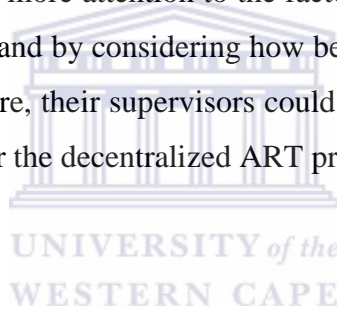 more attention to the
and by considering how be
re, their supervisors could
r the decentralized ART pr
UNIVERSITY of the
WESTERN CAPE